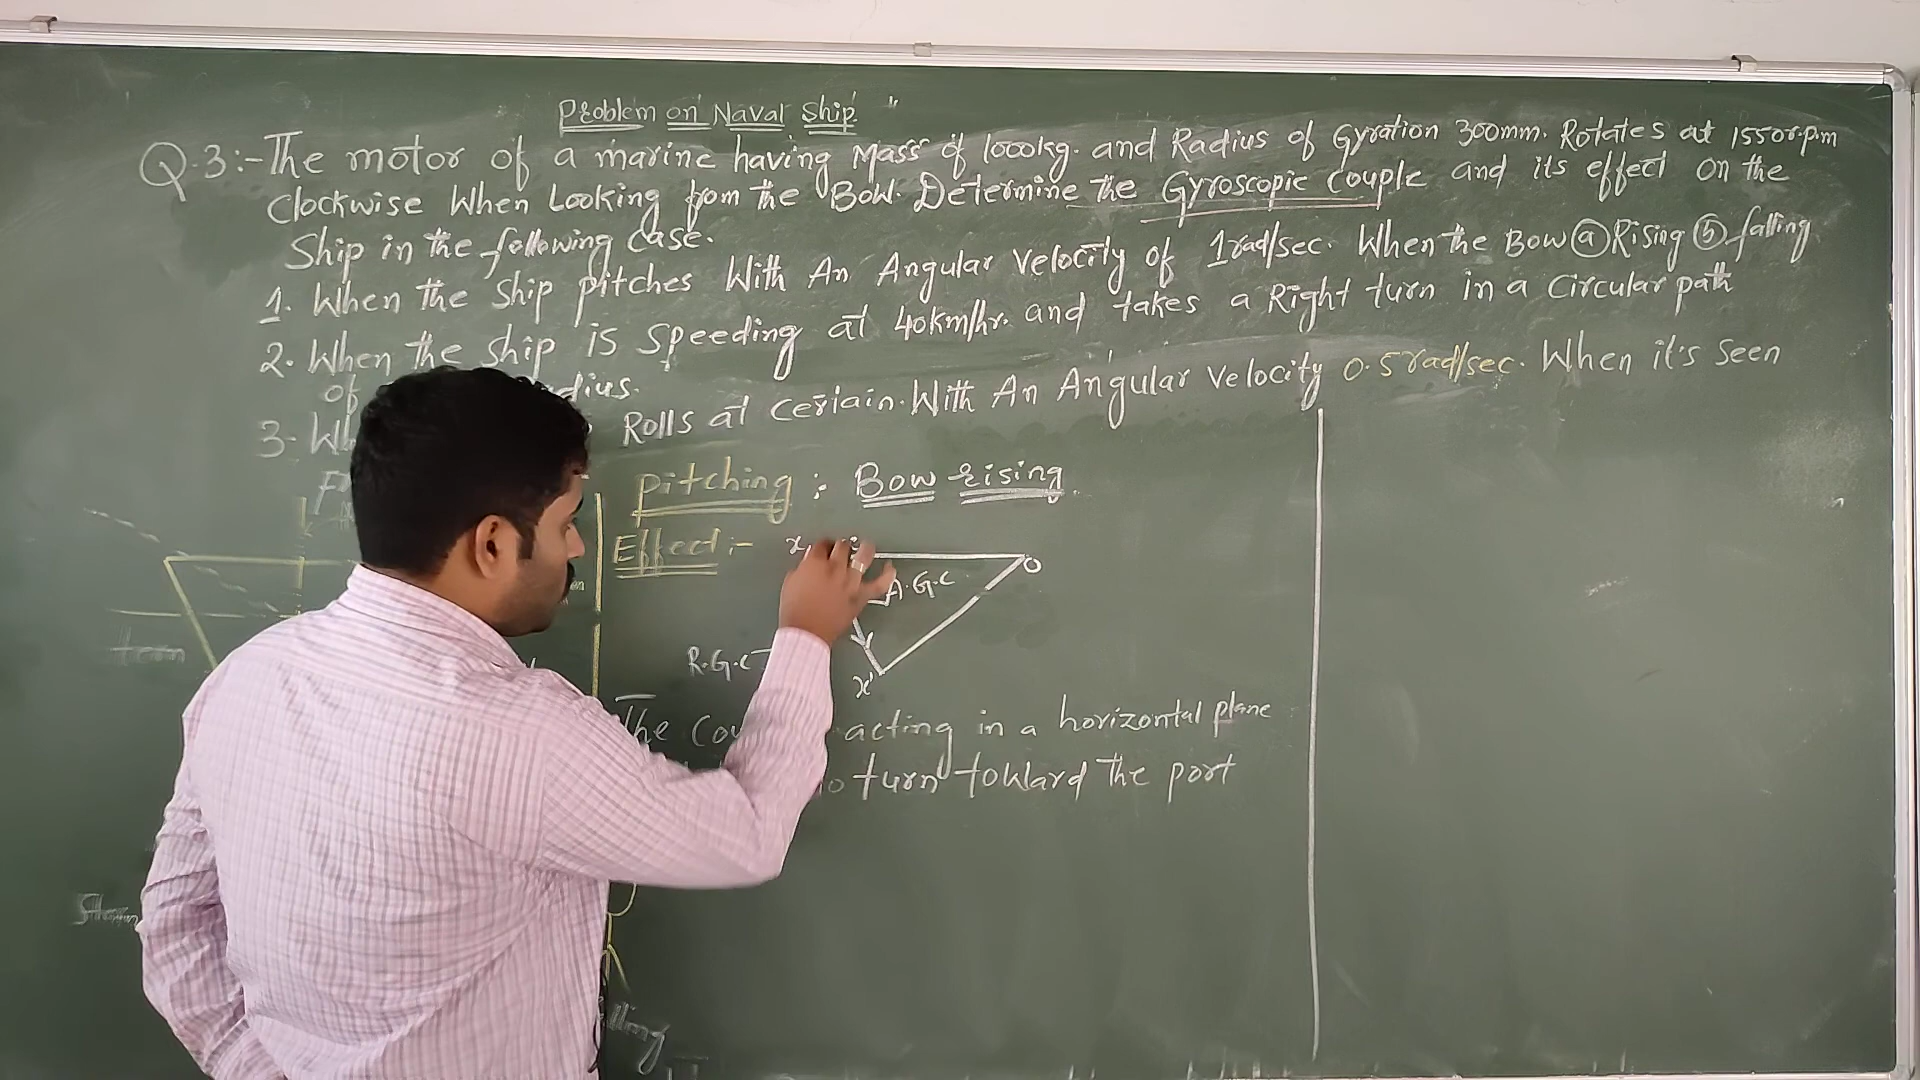 Problem on Naval Ship "
Q.3:- The motor of a marine having Mass of 1000kg. and Radius of Gyration 300mm. Rotates at 1550r.p.m
Clockwise When Looking from the Bow. Determine the Gyroscopic Couple and its effect on the
Ship in the following case.
1. When the Ship pitches With An Angular Velocity of 1rad/sec. When the Bow ⓐ Rising ⓑ falling
2. When the Ship is Speeding at 40km/hr. and takes a Right turn in a Circular path
of
3. Rolls at Certain. With An Angular Velocity 0.5rad/sec. When it's Seen
Pitching :- Bow rising
Effect :- x
O
A.G.C
R.G.C
x'
The acting in a horizontal plane
turn toward the port